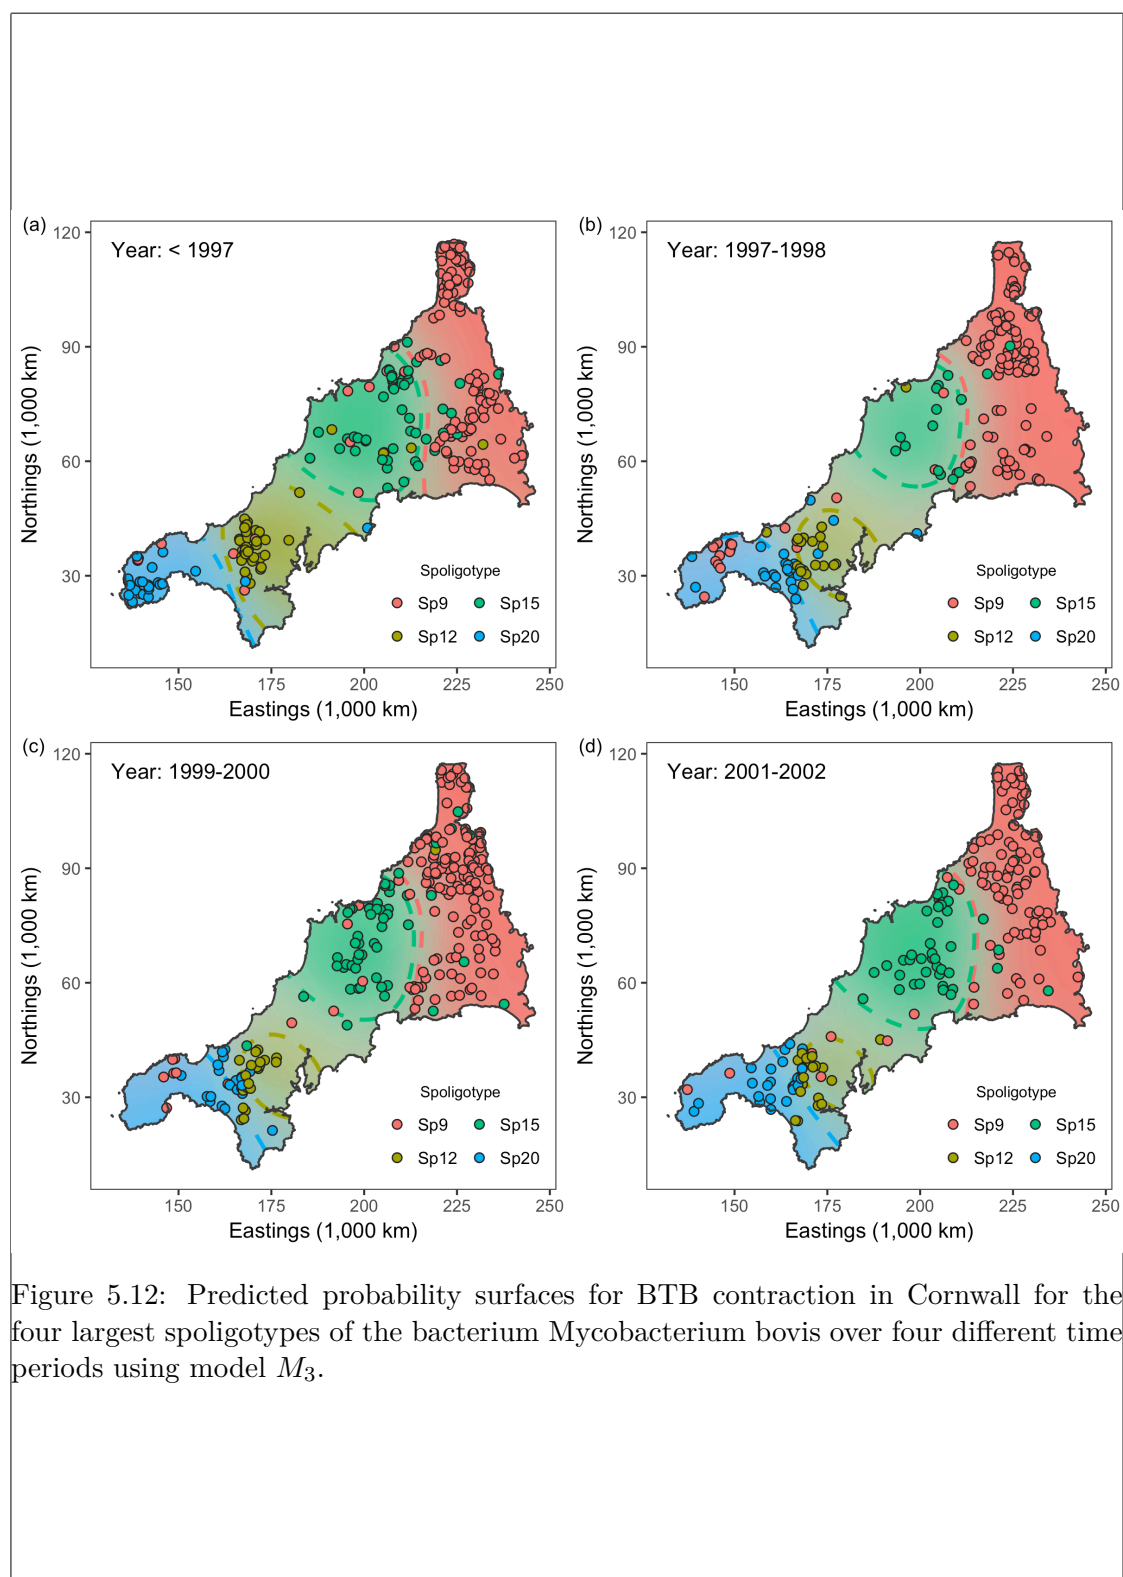 (a)
Year: < 1997
120
90
60
30
Northings (1,000 km)
150
175
200
225
250
Eastings (1,000 km)
Spoligotype
Sp9
Sp15
Sp12
Sp20
(b)
Year: 1997-1998
120
90
60
30
Northings (1,000 km)
150
175
200
225
250
Eastings (1,000 km)
Spoligotype
Sp9
Sp15
Sp12
Sp20
(c)
Year: 1999-2000
120
90
60
30
Northings (1,000 km)
150
175
200
225
250
Eastings (1,000 km)
Spoligotype
Sp9
Sp15
Sp12
Sp20
(d)
Year: 2001-2002
120
90
60
30
Northings (1,000 km)
150
175
200
225
250
Eastings (1,000 km)
Spoligotype
Sp9
Sp15
Sp12
Sp20
Figure 5.12: Predicted probability surfaces for BTB contraction in Cornwall for the
four largest spoligotypes of the bacterium Mycobacterium bovis over four different time
periods using model M3.